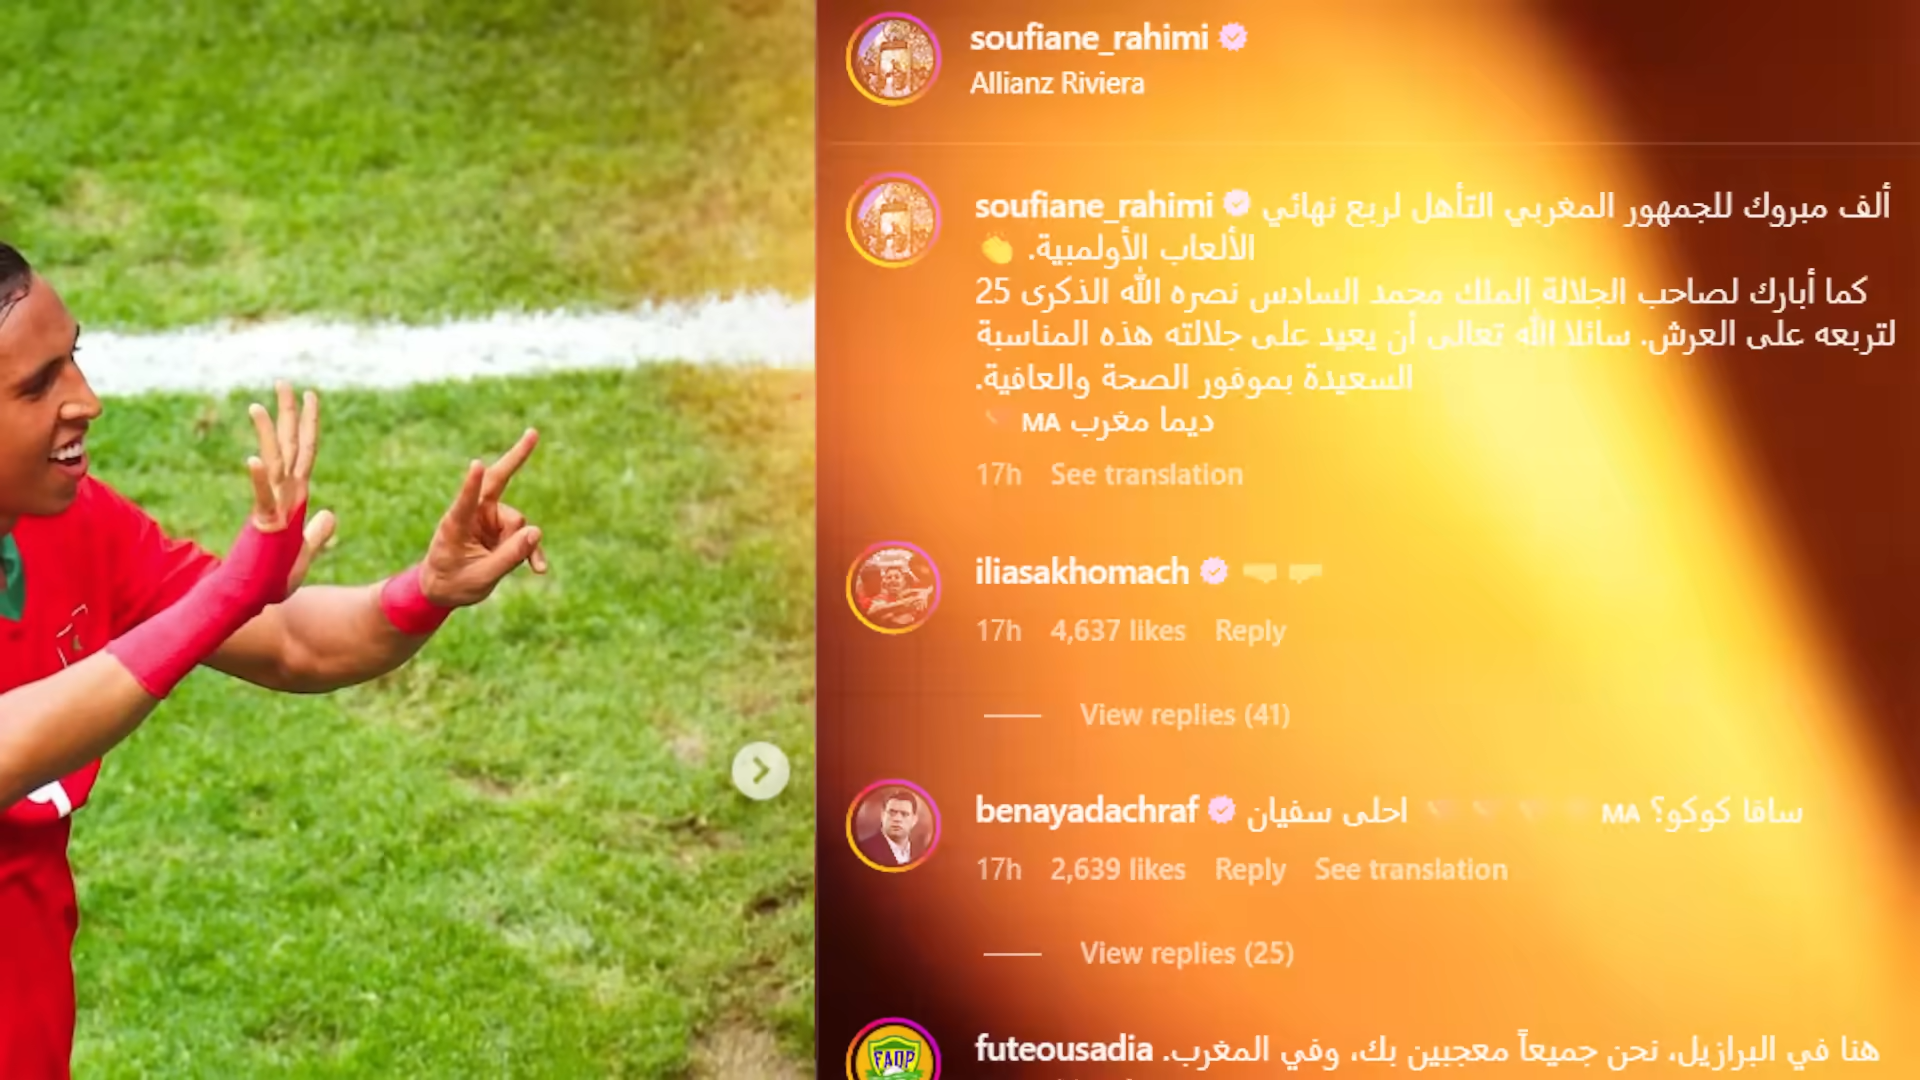 soufiane_rahimi
Allianz Riviera
soufiane_rahimi ألف مبروك للجمهور المغربي التأهل لربع نهائي
الألعاب الأولمبية. 👏
كما أبارك لصاحب الجلالة الملك محمد السادس نصره الله الذكرى 25
لتربعه على العرش. سائلا الله تعالى أن يعيد على جلالته هذه المناسبة
السعيدة بموفور الصحة والعافية.
ديما مغرب MA
17h See translation
iliasakhomach
17h 4,637 likes Reply
View replies (41)
benayadachraf سافا كوكو؟ MA احلى سفيان
17h 2,639 likes Reply See translation
View replies (25)
FAOP
futeousadia هنا في البرازيل، نحن جميعاً معجبين بك، وفي المغرب.